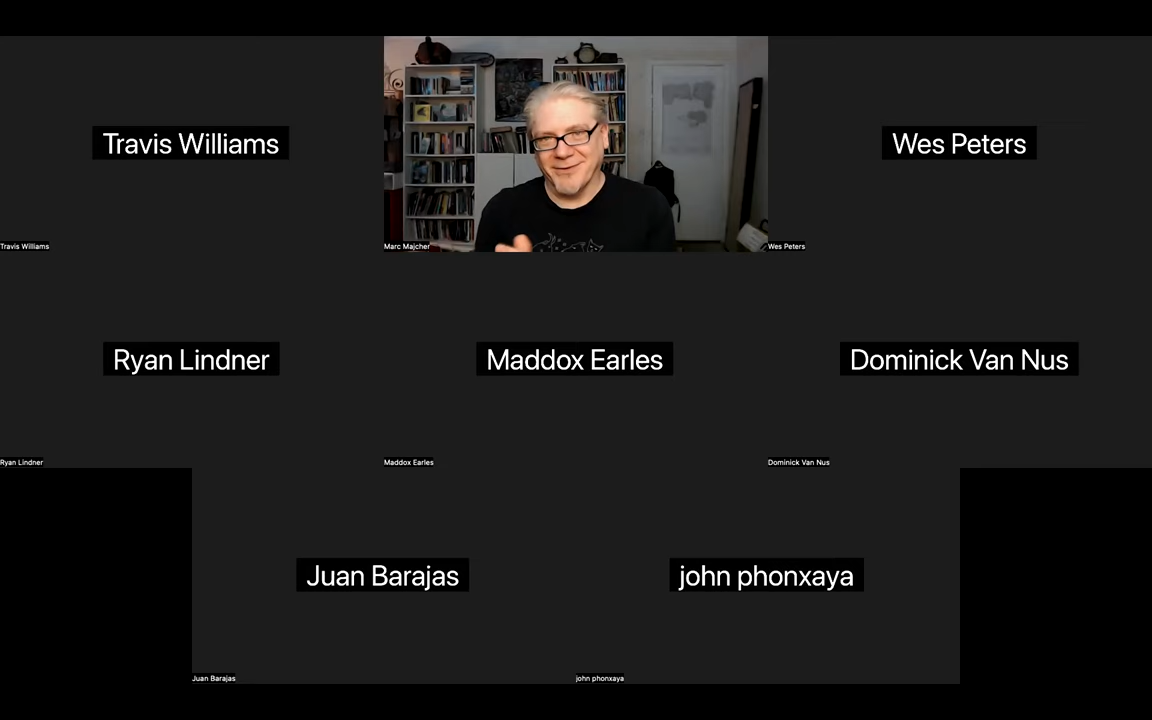 Travis Williams
Wes Peters
Travis Williams
Marc Majcher
Wes Peters
Ryan Lindner
Maddox Earles
Dominick Van Nus
Ryan Lindner
Maddox Earles
Dominick Van Nus
Juan Barajas
john phonxaya
Juan Barajas
john phonxaya